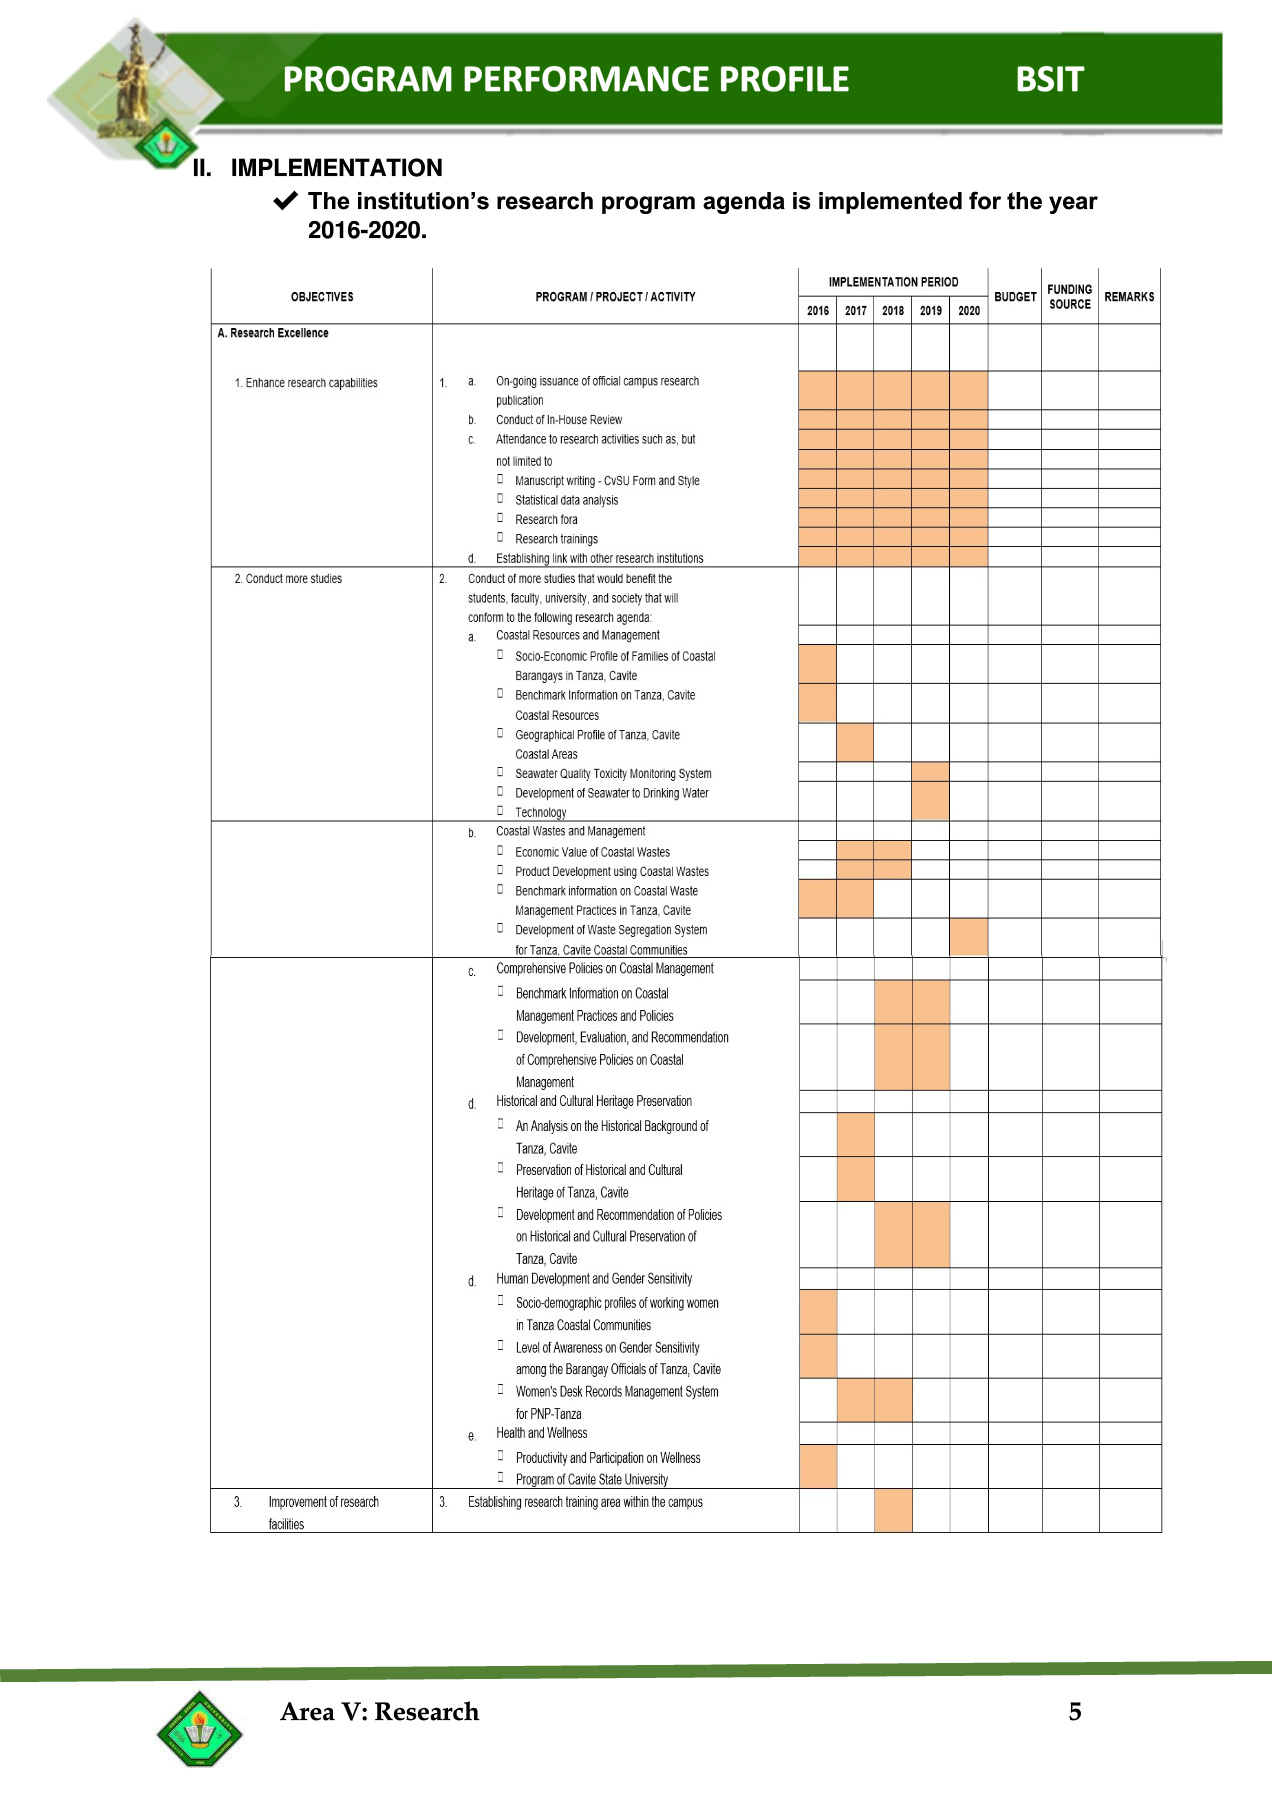 PROGRAM PERFORMANCE PROFILE BSIT
II. IMPLEMENTATION
✔ The institution's research program agenda is implemented for the year
2016-2020.
OBJECTIVES PROGRAM / PROJECT / ACTIVITY IMPLEMENTATION PERIOD BUDGET FUNDING SOURCE REMARKS
2016 2017 2018 2019 2020
A. Research Excellence
1. Enhance research capabilities 1. a. On-going issuance of official campus research
publication
b. Conduct of In-House Review
c. Attendance to research activities such as, but
not limited to
Manuscript writing - CvSU Form and Style
Statistical data analysis
Research fora
Research trainings
d. Establishing link with other research institutions
2. Conduct more studies 2. Conduct of more studies that would benefit the
students, faculty, university, and society that will
conform to the following research agenda:
a. Coastal Resources and Management
Socio-Economic Profile of Families of Coastal
Barangays in Tanza, Cavite
Benchmark Information on Tanza, Cavite
Coastal Resources
Geographical Profile of Tanza, Cavite
Coastal Areas
Seawater Quality Toxicity Monitoring System
Development of Seawater to Drinking Water
Technology
b. Coastal Wastes and Management
Economic Value of Coastal Wastes
Product Development using Coastal Wastes
Benchmark information on Coastal Waste
Management Practices in Tanza, Cavite
Development of Waste Segregation System
for Tanza, Cavite Coastal Communities
c. Comprehensive Policies on Coastal Management
Benchmark Information on Coastal
Management Practices and Policies
Development, Evaluation, and Recommendation
of Comprehensive Policies on Coastal
Management
d. Historical and Cultural Heritage Preservation
An Analysis on the Historical Background of
Tanza, Cavite
Preservation of Historical and Cultural
Heritage of Tanza, Cavite
Development and Recommendation of Policies
on Historical and Cultural Preservation of
Tanza, Cavite
d. Human Development and Gender Sensitivity
Socio-demographic profiles of working women
in Tanza Coastal Communities
Level of Awareness on Gender Sensitivity
among the Barangay Officials of Tanza, Cavite
Women's Desk Records Management System
for PNP-Tanza
e. Health and Wellness
Productivity and Participation on Wellness
Program of Cavite State University
3. Improvement of research 3. Establishing research training area within the campus
facilities
Area V: Research 5